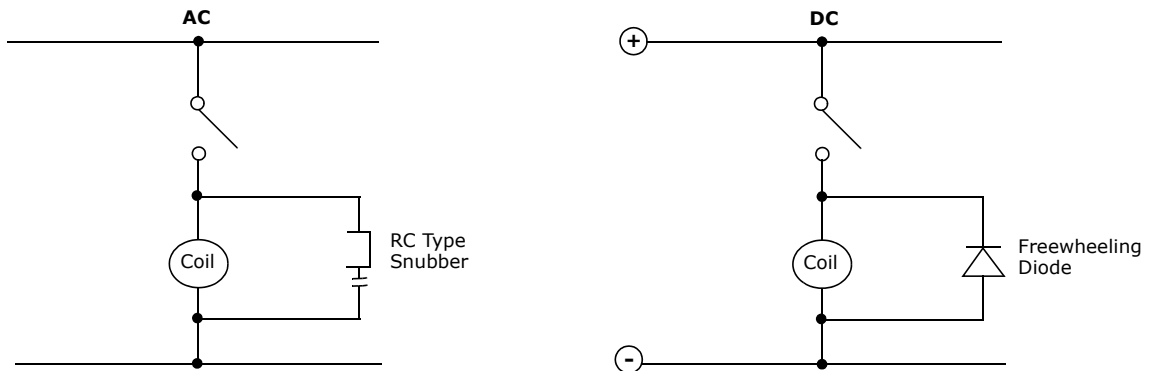 AC
Coil
RC Type
Snubber
DC
+
Coil
Freewheeling
Diode
-